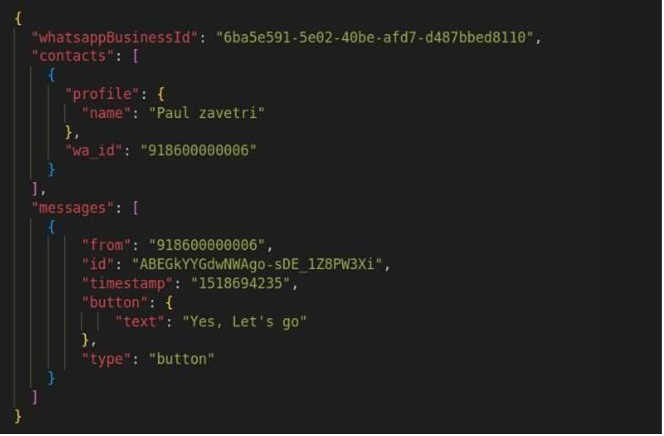 {
"whatsappBusinessId": "6ba5e591-5e02-40be-afd7-d487bbed8110",
"contacts": [
{
"profile": {
"name": "Paul zavetri"
},
"wa_id": "918600000006"
}
],
"messages": [
{
"from": "918600000006",
"id": "ABEGkYYGdwNWAgo-sDE_1Z8PW3Xi",
"timestamp": "1518694235",
"button": {
"text": "Yes, Let's go"
},
"type": "button"
}
]
}